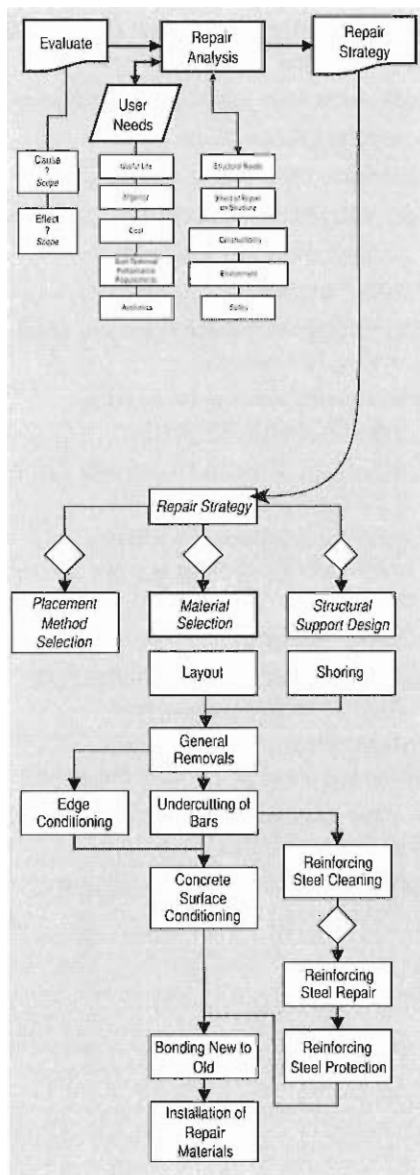 Evaluate
Repair
Analysis
Repair
Strategy
User
Needs
Cause
?
Scope
Effect
?
Scope
Useful Life
Urgency
Cost
Performance
Requirements
Aesthetics
Structural Needs
Effect of Repair
on Structure
Constructability
Environment
Safety
Repair Strategy
Placement
Method
Selection
Material
Selection
Structural
Support Design
Layout
Shoring
General
Removals
Edge
Conditioning
Undercutting of
Bars
Concrete
Surface
Conditioning
Reinforcing
Steel Cleaning
Reinforcing
Steel Repair
Bonding New to
Old
Reinforcing
Steel Protection
Installation of
Repair
Materials